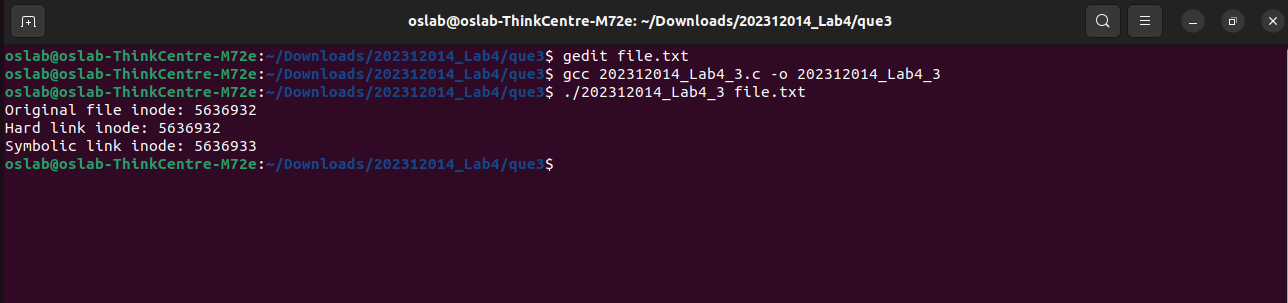 oslab@oslab-ThinkCentre-M72e: ~/Downloads/202312014_Lab4/que3
oslab@oslab-ThinkCentre-M72e:~/Downloads/202312014_Lab4/que3$ gedit file.txt
oslab@oslab-ThinkCentre-M72e:~/Downloads/202312014_Lab4/que3$ gcc 202312014_Lab4_3.c -o 202312014_Lab4_3
oslab@oslab-ThinkCentre-M72e:~/Downloads/202312014_Lab4/que3$ ./202312014_Lab4_3 file.txt
Original file inode: 5636932
Hard link inode: 5636932
Symbolic link inode: 5636933
oslab@oslab-ThinkCentre-M72e:~/Downloads/202312014_Lab4/que3$